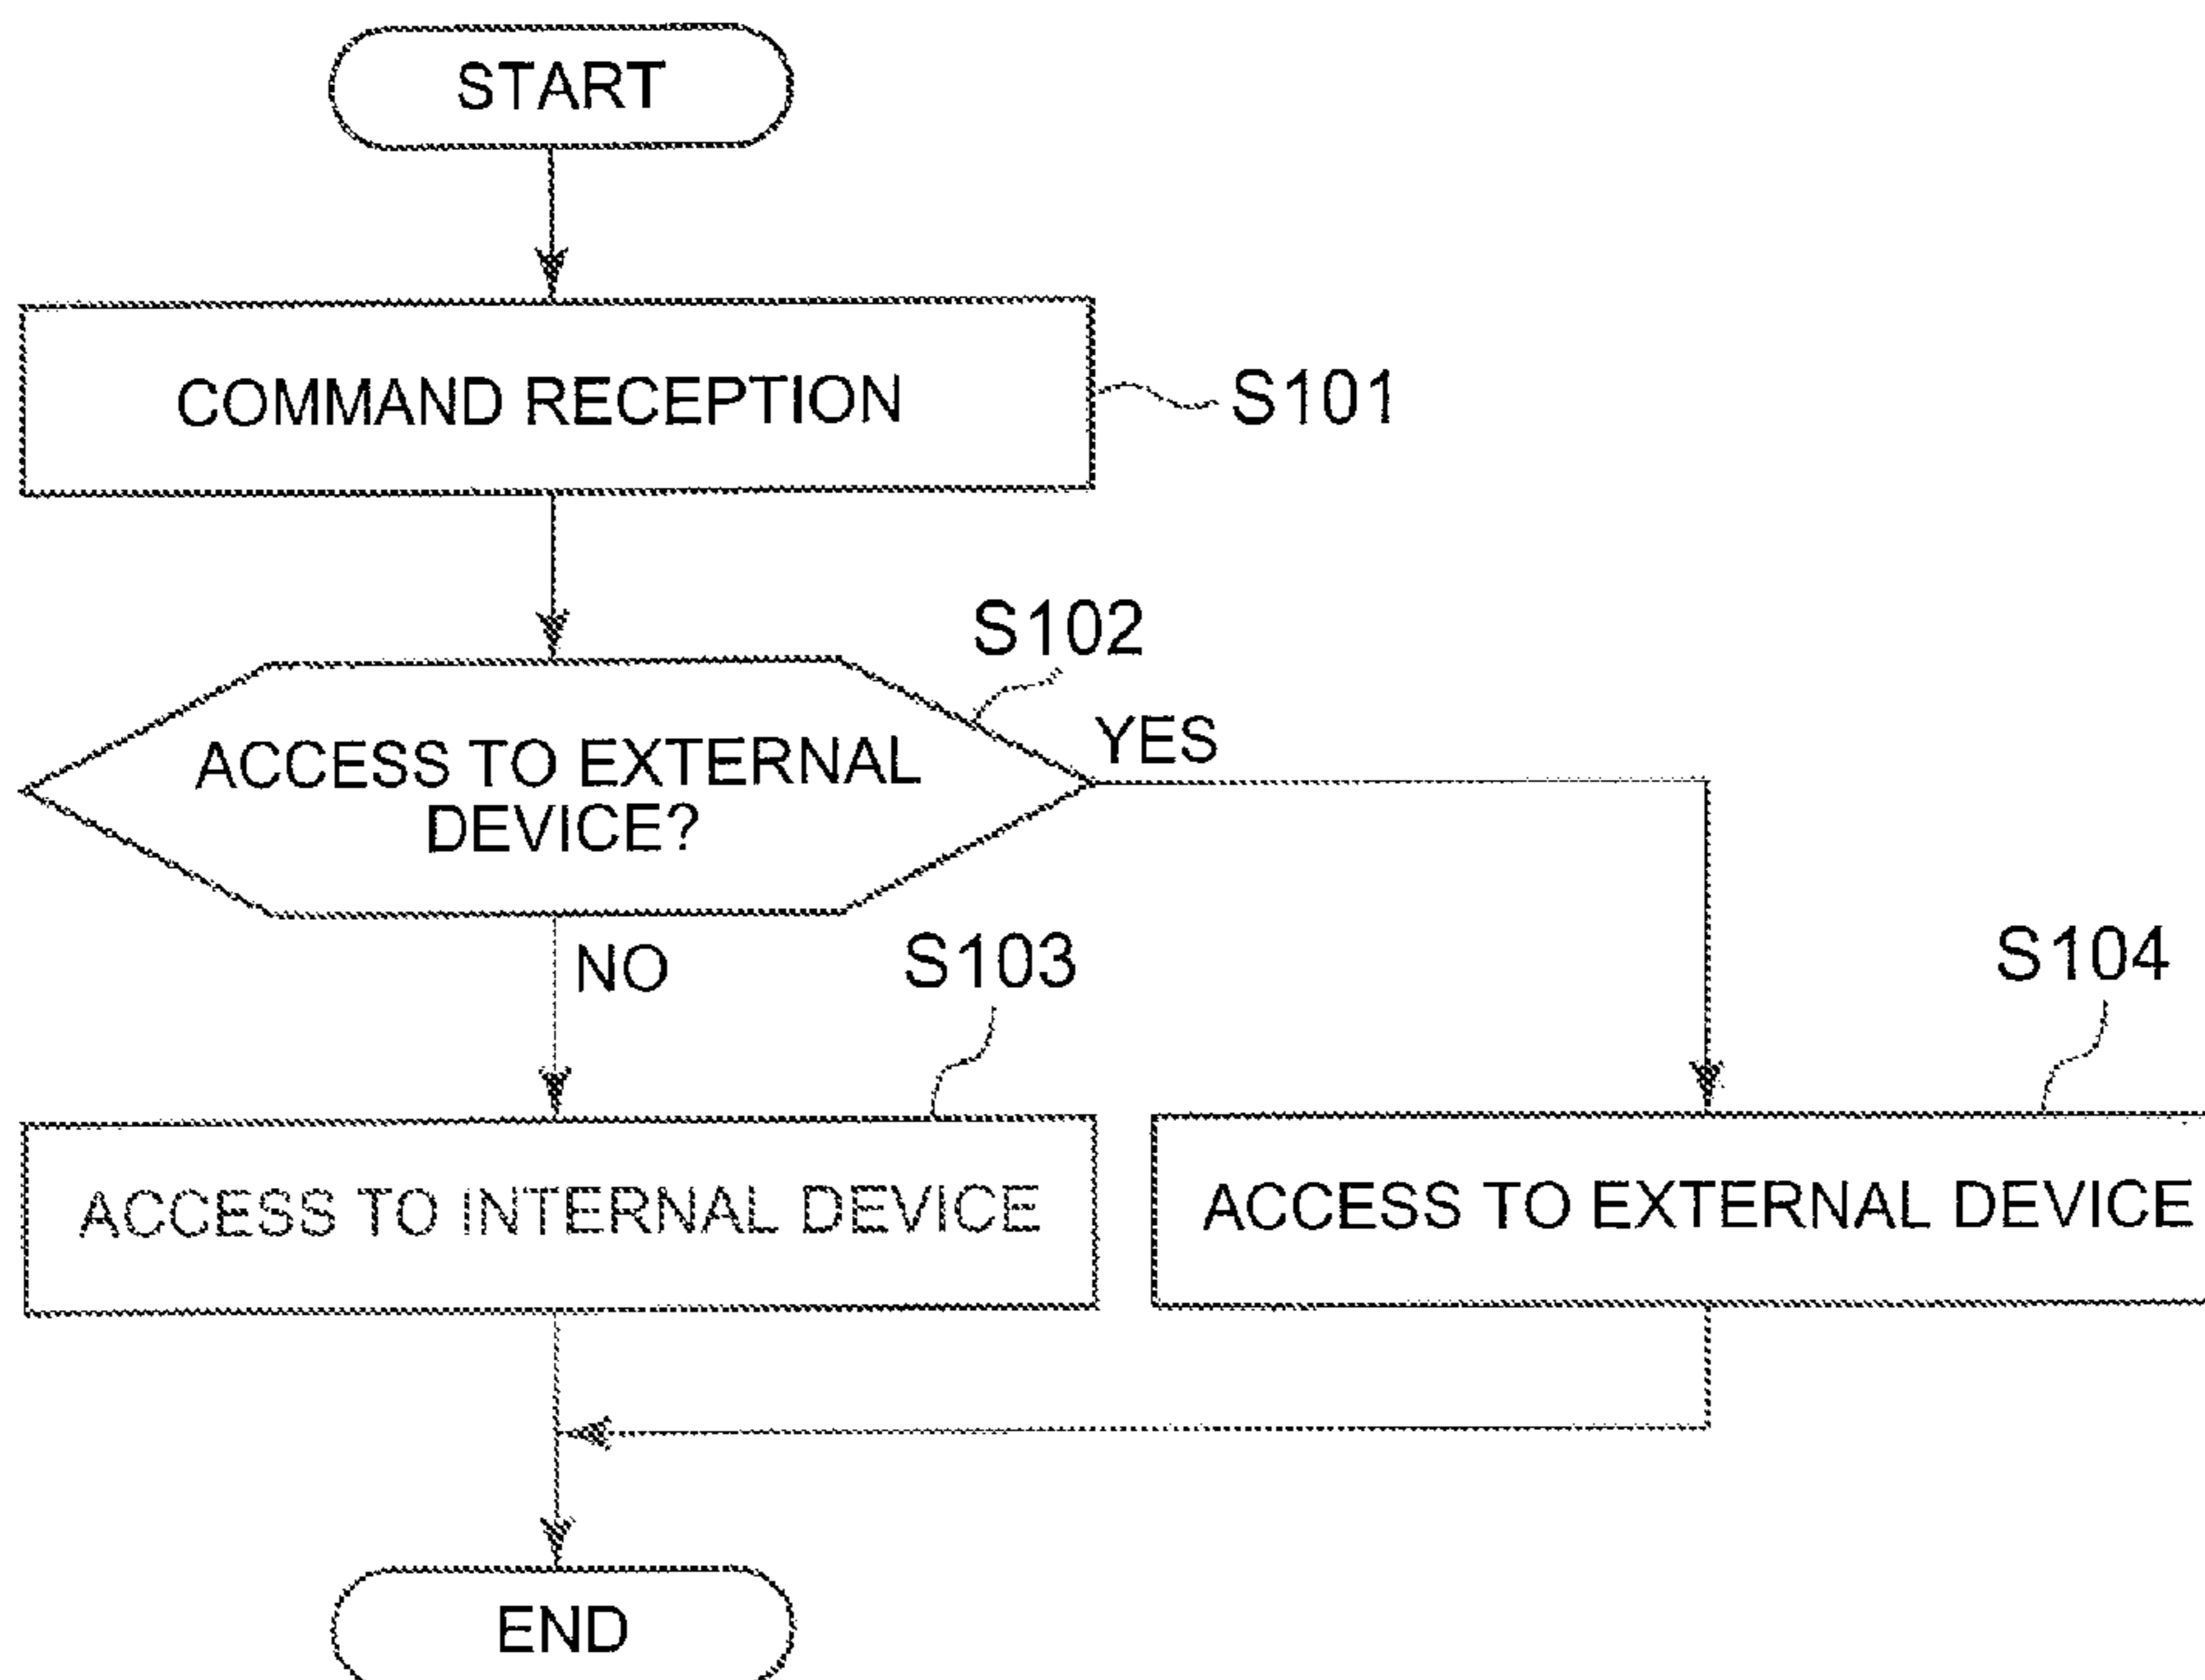 START
COMMAND RECEPTION
S101
S102
ACCESS TO EXTERNAL
DEVICE?
YES
NO
S103
S104
ACCESS TO INTERNAL DEVICE
ACCESS TO EXTERNAL DEVICE
END